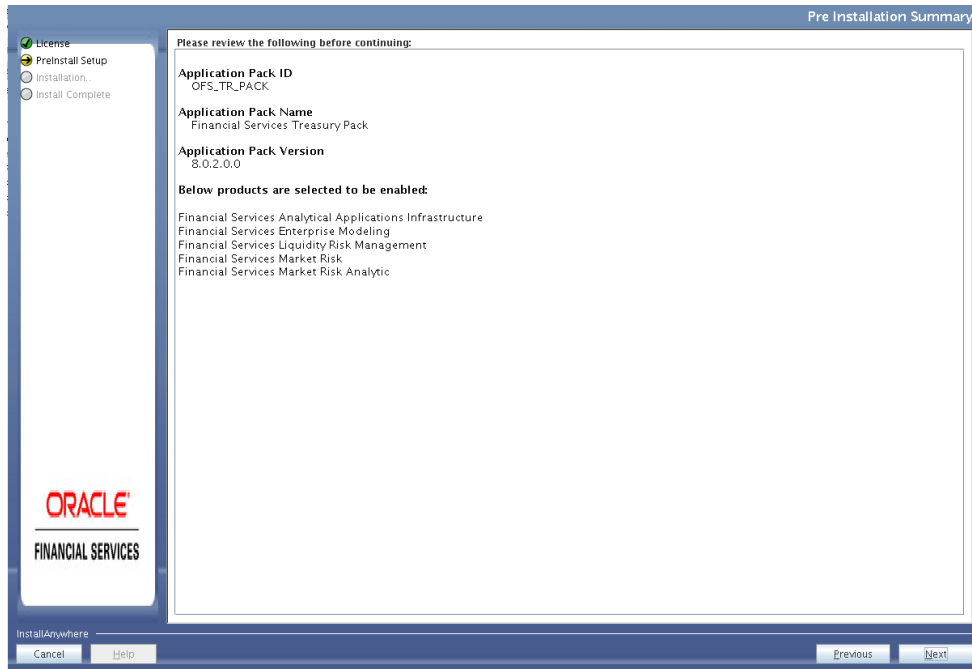 Pre Installation Summary
License
PreInstall Setup
Installation..
Install Complete
Please review the following before continuing:
Application Pack ID
OFS_TR_PACK
Application Pack Name
Financial Services Treasury Pack
Application Pack Version
8.0.2.0.0
Below products are selected to be enabled:
Financial Services Analytical Applications Infrastructure
Financial Services Enterprise Modeling
Financial Services Liquidity Risk Management
Financial Services Market Risk
Financial Services Market Risk Analytic
ORACLE
FINANCIAL SERVICES
InstallAnywhere
Cancel
Help
Previous
Next